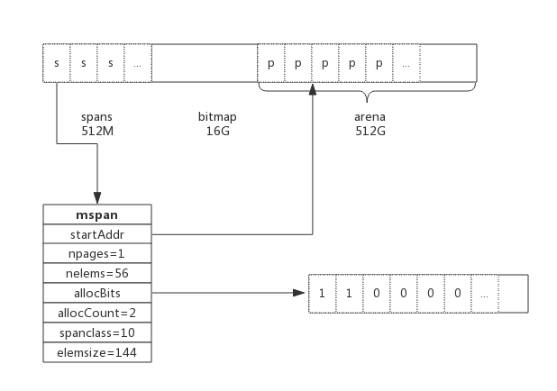 s s s ... p p p p p ...
spans bitmap arena
512M 16G 512G
mspan
startAddr
npages=1
nelems=56
allocBits
1 1 0 0 0 0 ...
allocCount=2
spanclass=10
elemsize=144